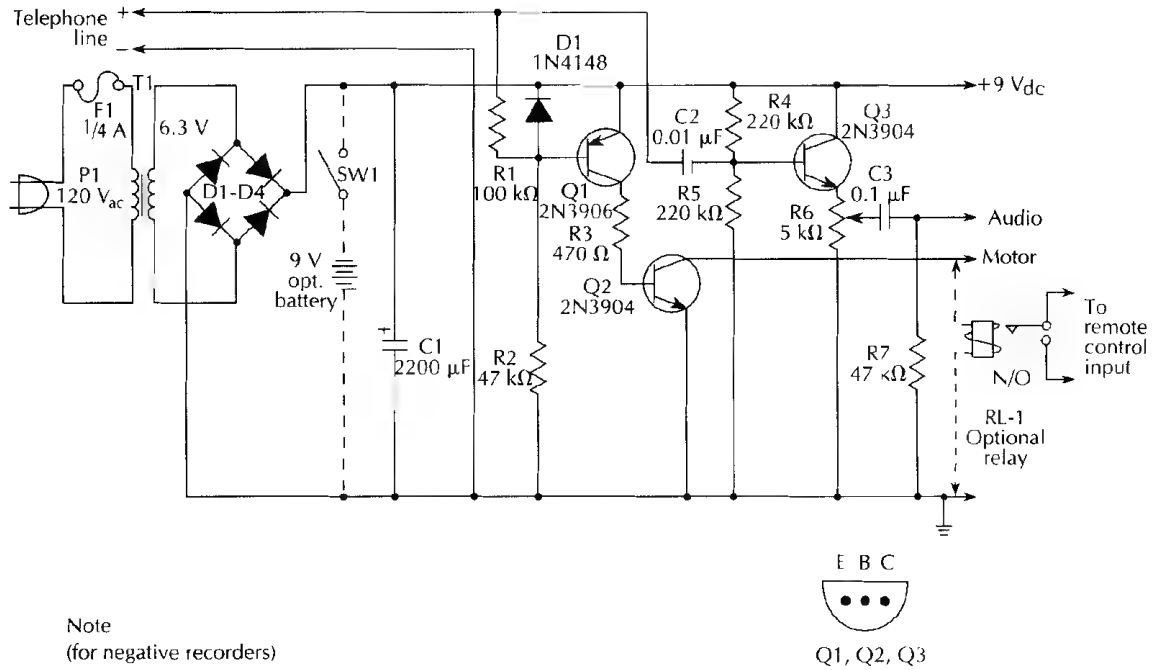 Telephone
line
+
–
D1
1N4148
+9 Vdc
F1
1/4 A
T1
6.3 V
P1
120 Vac
D1-D4
SW1
9 V
opt.
battery
+
C1
2200 μF
R1
100 kΩ
R2
47 kΩ
Q1
2N3906
R3
470 Ω
Q2
2N3904
C2
0.01 μF
R4
220 kΩ
R5
220 kΩ
Q3
2N3904
C3
0.1 μF
R6
5 kΩ
R7
47 kΩ
Audio
Motor
To
remote
control
input
N/O
RL-1
Optional
relay
E B C
Q1, Q2, Q3
Note
(for negative recorders)